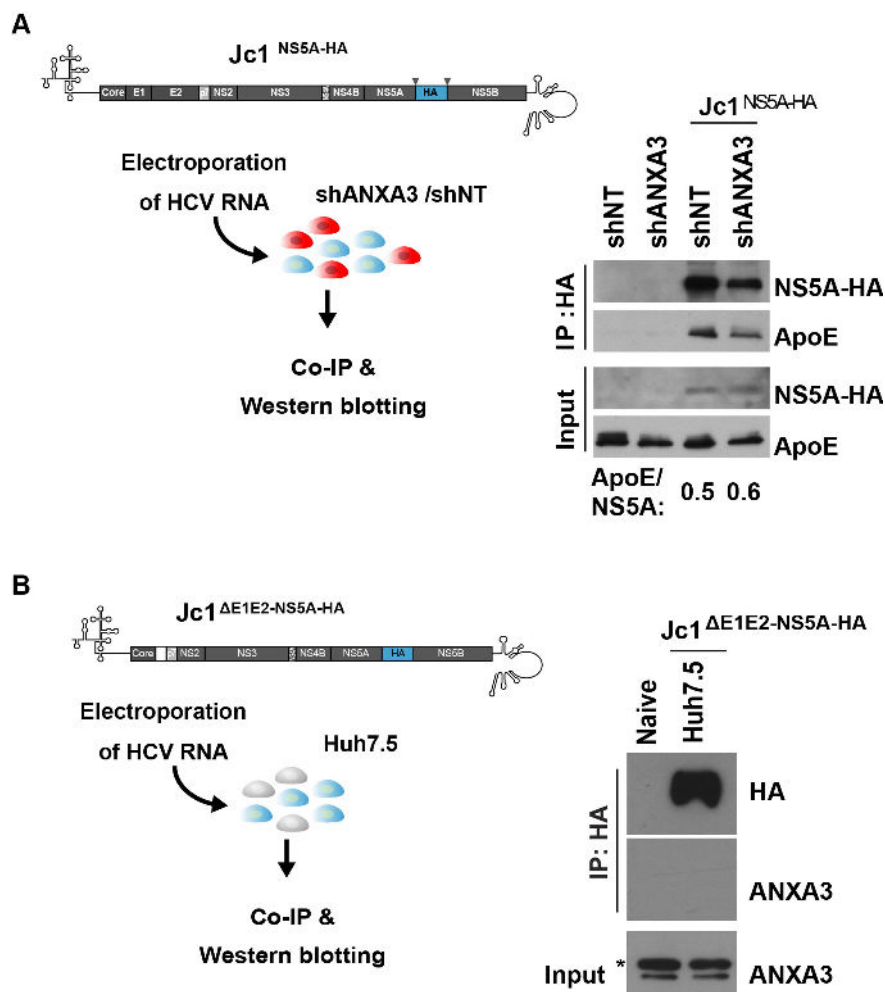 A
Jc1 NS5A-HA
Core E1 E2 p7 NS2 NS3 NS4B NS5A HA NS5B
Electroporation
of HCV RNA
shANXA3 /shNT
Co-IP &
Western blotting
Jc1 NS5A-HA
shNT shANXA3 shNT shANXA3
IP :HA
NS5A-HA
ApoE
Input
NS5A-HA
ApoE
ApoE/
NS5A: 0.5 0.6
B
Jc1 ΔE1E2-NS5A-HA
Core p7 NS2 NS3 NS4B NS5A HA NS5B
Electroporation
of HCV RNA
Huh7.5
Co-IP &
Western blotting
Jc1 ΔE1E2-NS5A-HA
Naive Huh7.5
IP: HA
HA
ANXA3
Input * ANXA3